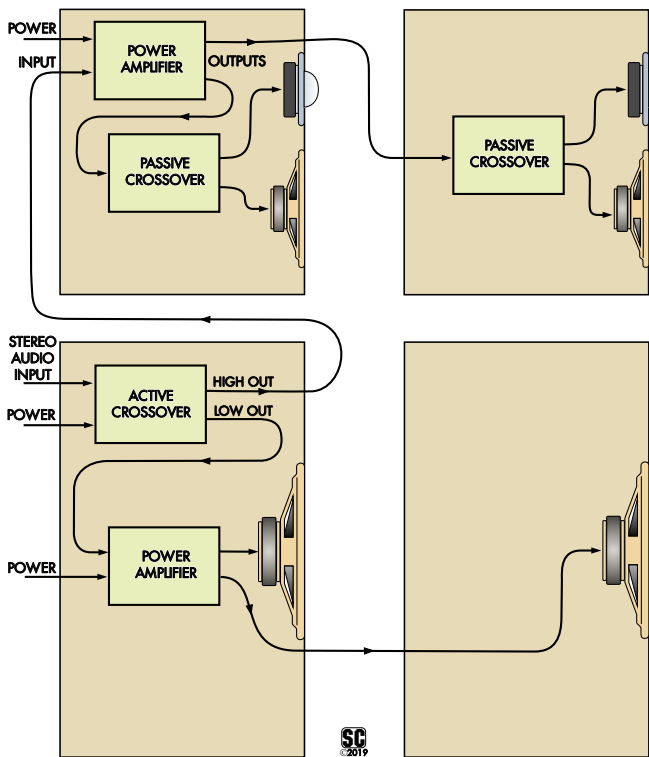 POWER
INPUT
POWER
AMPLIFIER
OUTPUTS
PASSIVE
CROSSOVER
PASSIVE
CROSSOVER
STEREO
AUDIO
INPUT
POWER
ACTIVE
CROSSOVER
HIGH OUT
LOW OUT
POWER
POWER
AMPLIFIER
SC
©2019